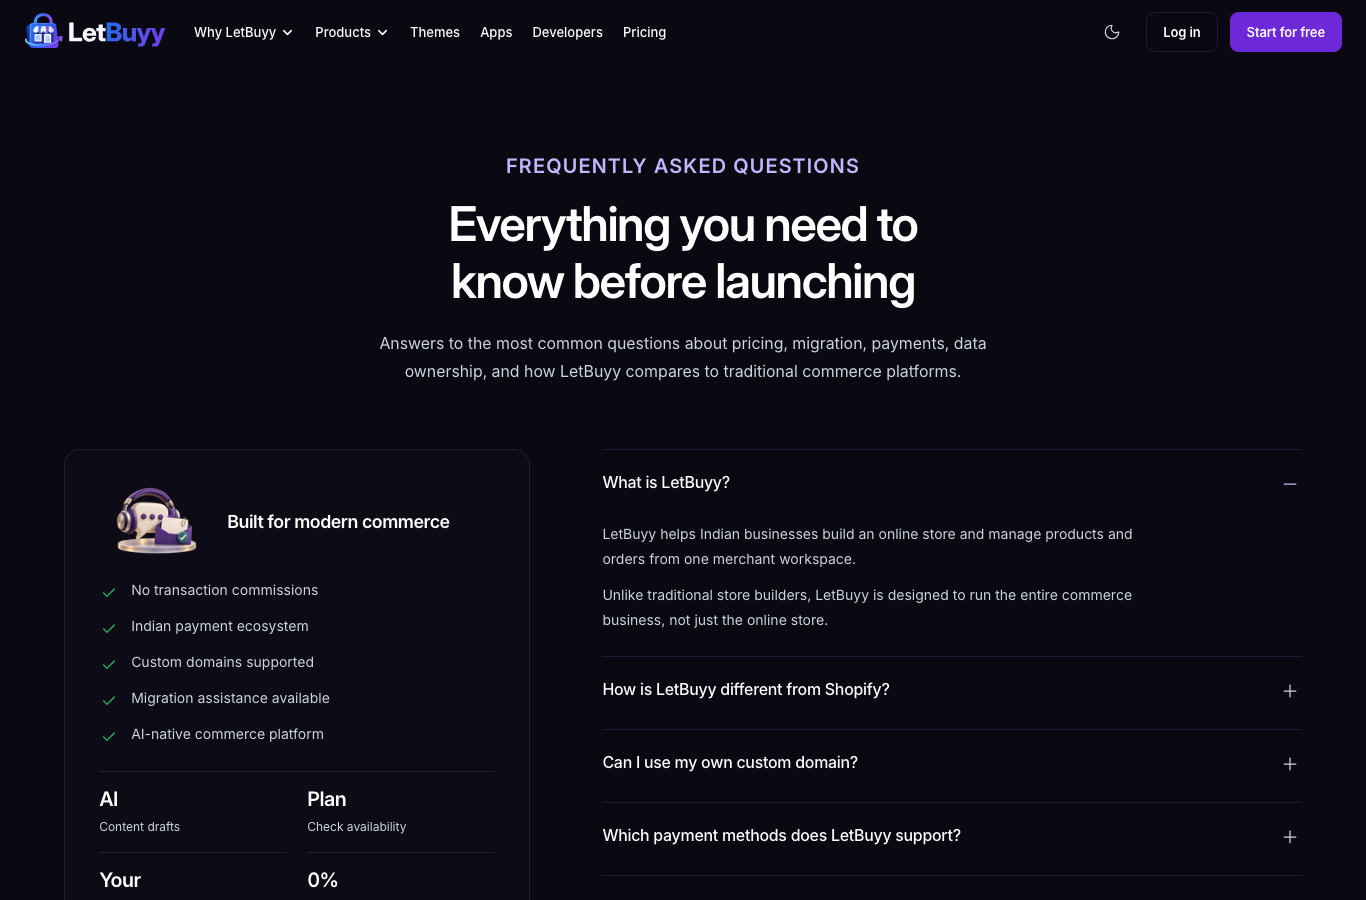 LetBuyy
Why LetBuyy
Products
Themes
Apps
Developers
Pricing
Log in
Start for free
FREQUENTLY ASKED QUESTIONS
Everything you need to
know before launching
Answers to the most common questions about pricing, migration, payments, data
ownership, and how LetBuyy compares to traditional commerce platforms.
Built for modern commerce
No transaction commissions
Indian payment ecosystem
Custom domains supported
Migration assistance available
AI-native commerce platform
AI
Content drafts
Plan
Check availability
Your
0%
What is LetBuyy?
LetBuyy helps Indian businesses build an online store and manage products and
orders from one merchant workspace.
Unlike traditional store builders, LetBuyy is designed to run the entire commerce
business, not just the online store.
How is LetBuyy different from Shopify?
Can I use my own custom domain?
Which payment methods does LetBuyy support?